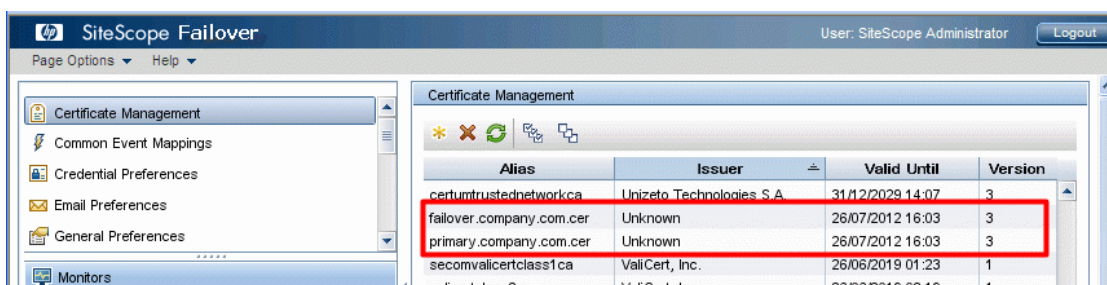 hp SiteScope Failover User: SiteScope Administrator Logout
Page Options Help
Certificate Management
Common Event Mappings
Credential Preferences
Email Preferences
General Preferences
Monitors
Certificate Management
Alias Issuer Valid Until Version
certumtrustednetworkca Unizeto Technologies S.A. 31/12/2029 14:07 3
failover.company.com.cer Unknown 26/07/2012 16:03 3
primary.company.com.cer Unknown 26/07/2012 16:03 3
secomvalicertclass1ca ValiCert, Inc. 26/06/2019 01:23 1